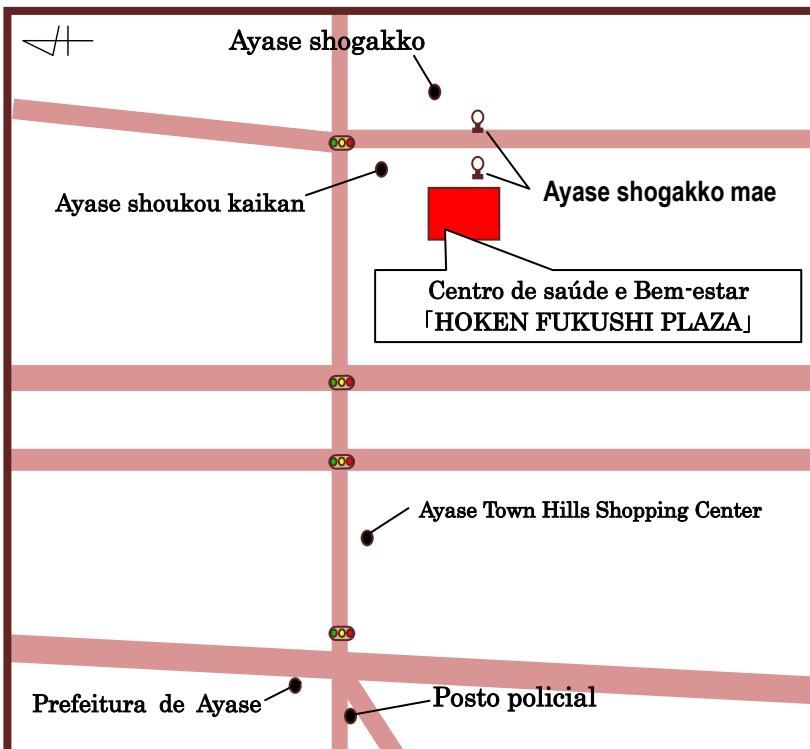 Ayase shogakko
Ayase shogakko mae
Ayase shoukou kaikan
Centro de saúde e Bem-estar
「HOKEN FUKUSHI PLAZA」
Ayase Town Hills Shopping Center
Prefeitura de Ayase
Posto policial